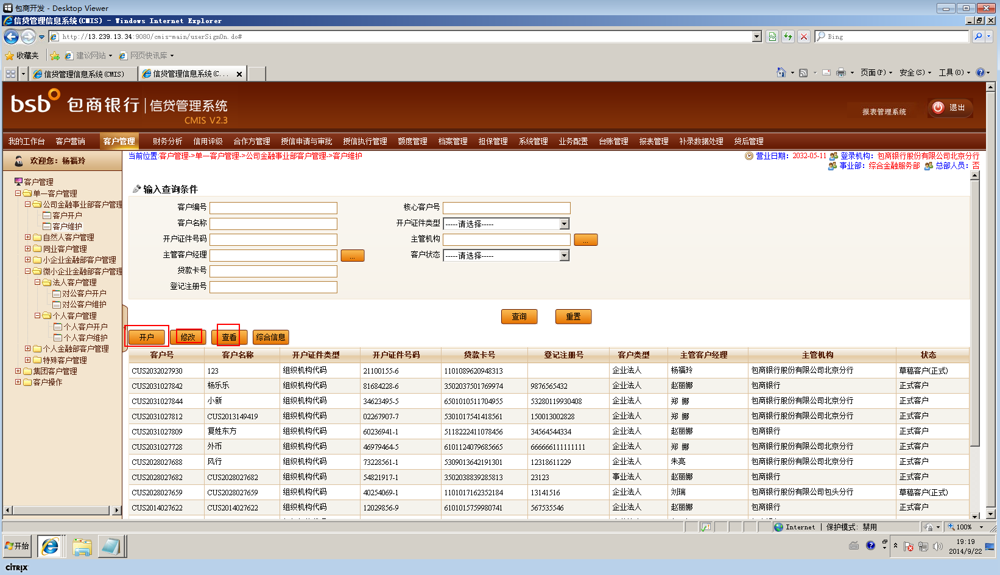 包商开发 - Desktop Viewer
信贷管理信息系统(CMIS) - Windows Internet Explorer
http://13.239.13.34:9080/cmis-main/userSignOn.do#
Bing
收藏夹 建议网站 网页快讯库
信贷管理信息系统(CMIS) 信贷管理信息系统(C... 页面(P) 安全(S) 工具(O)
bsb 包商银行 信贷管理系统
CMIS V2.3
报表管理系统 退出
我的工作台 客户营销 客户管理 财务分析 信用评级 合作方管理 授信申请与审批 授信执行管理 额度管理 档案管理 担保管理 系统管理 业务配置 台账管理 报表管理 补录数据处理 贷后管理
欢迎您：杨福玲
当前位置:客户管理->单一客户管理->公司金融事业部客户管理->客户维护
营业日期：2032-05-11 登录机构：包商银行股份有限公司北京分行
事业部：综合金融服务部 总部人员：否
客户管理
单一客户管理
公司金融事业部客户管理
客户开户
客户维护
自然人客户管理
同业客户管理
小企业金融部客户管理
微小企业金融部客户管理
法人客户管理
对公客户开户
对公客户维护
个人客户管理
个人客户开户
个人客户维护
个人金融部客户管理
特殊客户管理
集团客户管理
客户操作
输入查询条件
客户编号 核心客户号
客户名称 开户证件类型 -----请选择-----
开户证件号码 主管机构 ...
主管客户经理 ... 客户状态 -----请选择-----
贷款卡号
登记注册号
查询 重置
开户 修改 查看 综合信息
客户号 客户名称 开户证件类型 开户证件号码 贷款卡号 登记注册号 客户类型 主管客户经理 主管机构 状态
CUS2032027930 123 组织机构代码 21100155-6 1101089620948313 企业法人 杨福玲 包商银行股份有限公司北京分行 草稿客户(正式)
CUS2031027842 杨乐乐 组织机构代码 81684228-6 3502037501769974 9876565432 企业法人 赵丽娜 包商银行 正式客户
CUS2031027844 小新 组织机构代码 34623495-5 6501010511704955 53280119930408 企业法人 郑 娜 包商银行股份有限公司北京分行 正式客户
CUS2031027812 CUS2013149419 组织机构代码 02267907-7 5301017541418561 150013002828 企业法人 郑 娜 包商银行股份有限公司北京分行 正式客户
CUS2031027809 复姓东方 组织机构代码 60236941-1 5118222411078456 34564544334 企业法人 赵丽娜 包商银行 正式客户
CUS2031027728 外币 组织机构代码 46979464-5 6101124079685665 666666111111111 企业法人 郑 娜 包商银行股份有限公司北京分行 正式客户
CUS2028027688 风行 组织机构代码 73228561-1 5309013642191301 12318611229 企业法人 朱亮 包商银行股份有限公司北京分行 正式客户
CUS2028027682 CUS2028027682 组织机构代码 54821917-1 3502038839285813 23123 事业法人 赵丽娜 包商银行 正式客户
CUS2028027659 CUS2028027659 组织机构代码 40254069-1 1101017162352184 13141516 企业法人 刘瑞 包商银行股份有限公司包头分行 草稿客户(正式)
CUS2014027622 CUS2014027622 组织机构代码 12029856-9 6101015759980741 567535546 企业法人 赵丽娜 包商银行 正式客户
Internet | 保护模式：禁用 100%
开始 19:19
2014/9/22
CITRIX